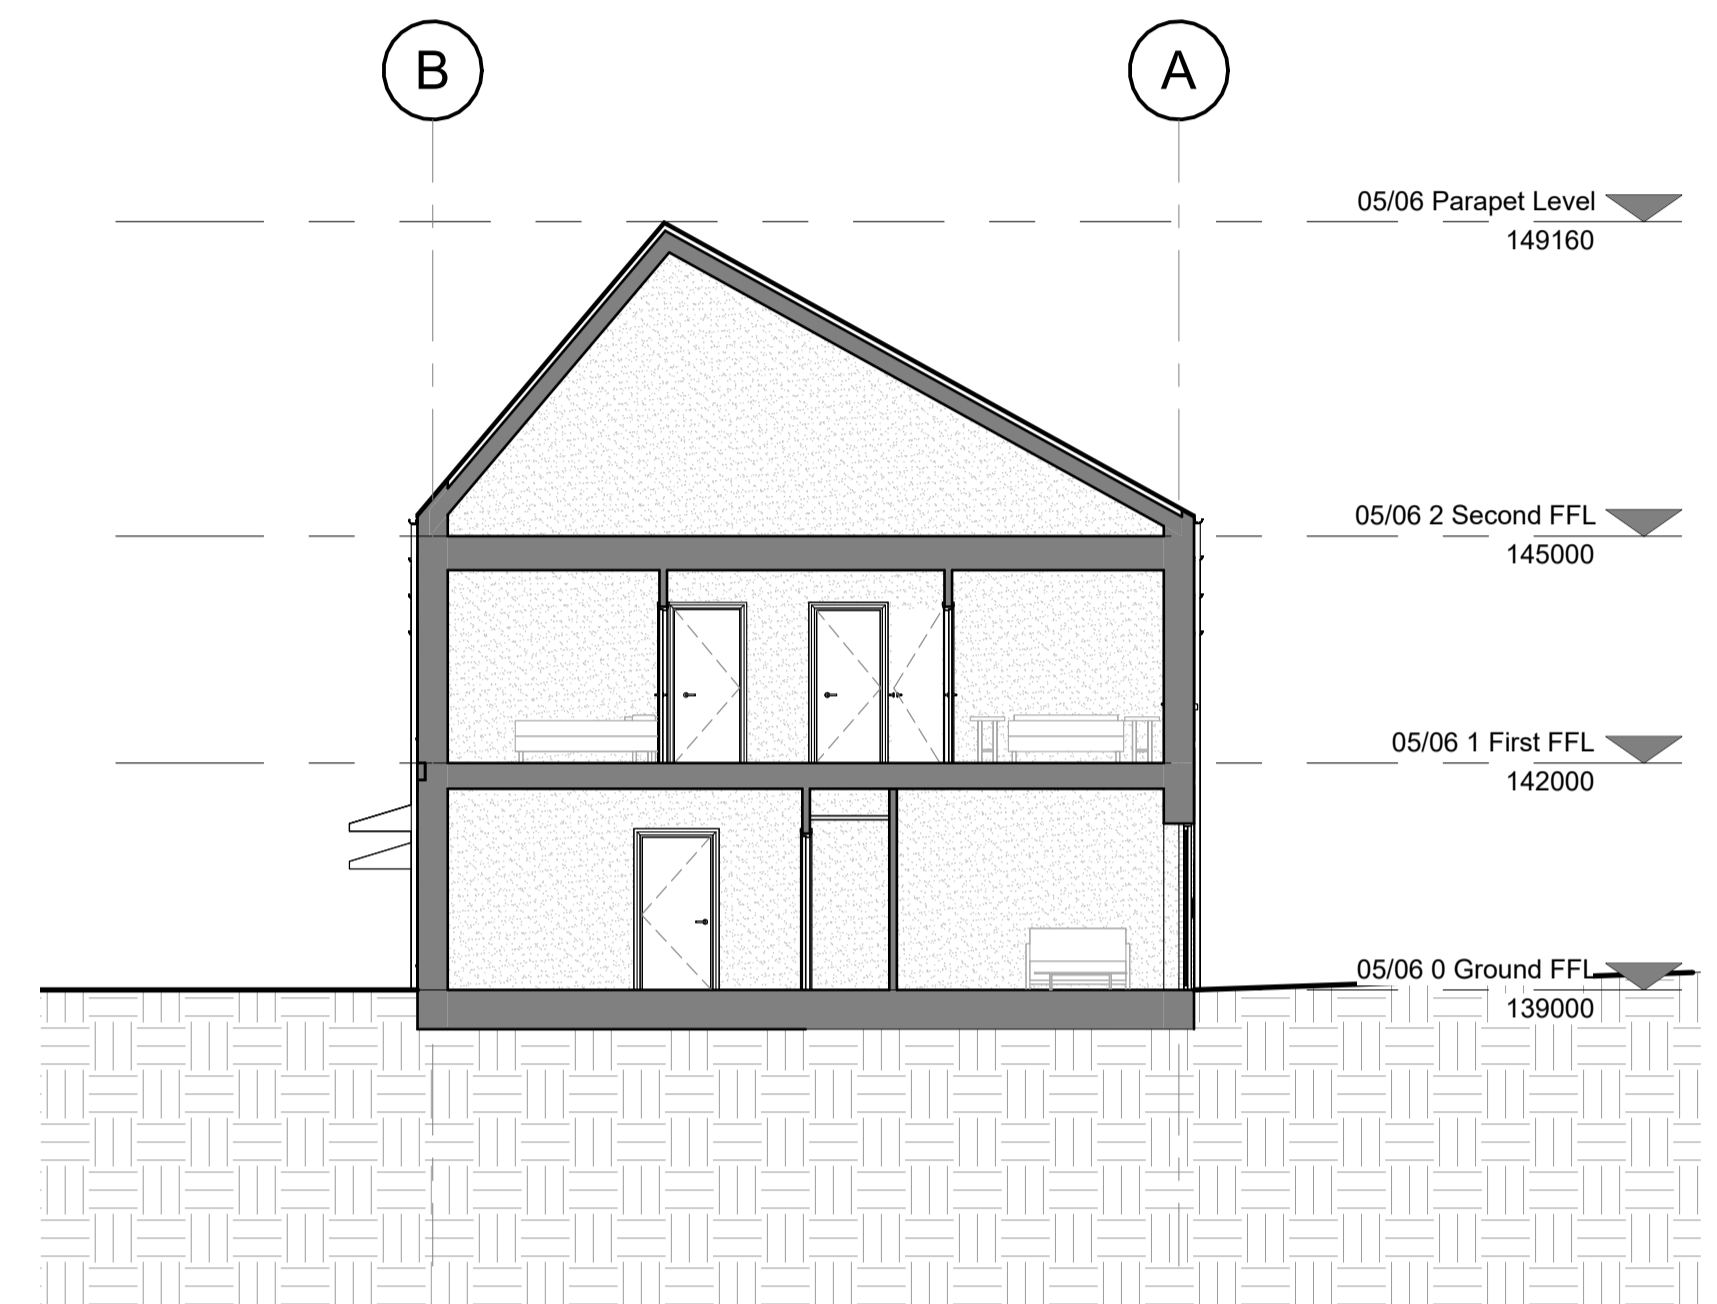 B
A
05/06 Parapet Level
149160
05/06 2 Second FFL
145000
05/06 1 First FFL
142000
05/06 0 Ground FFL
139000